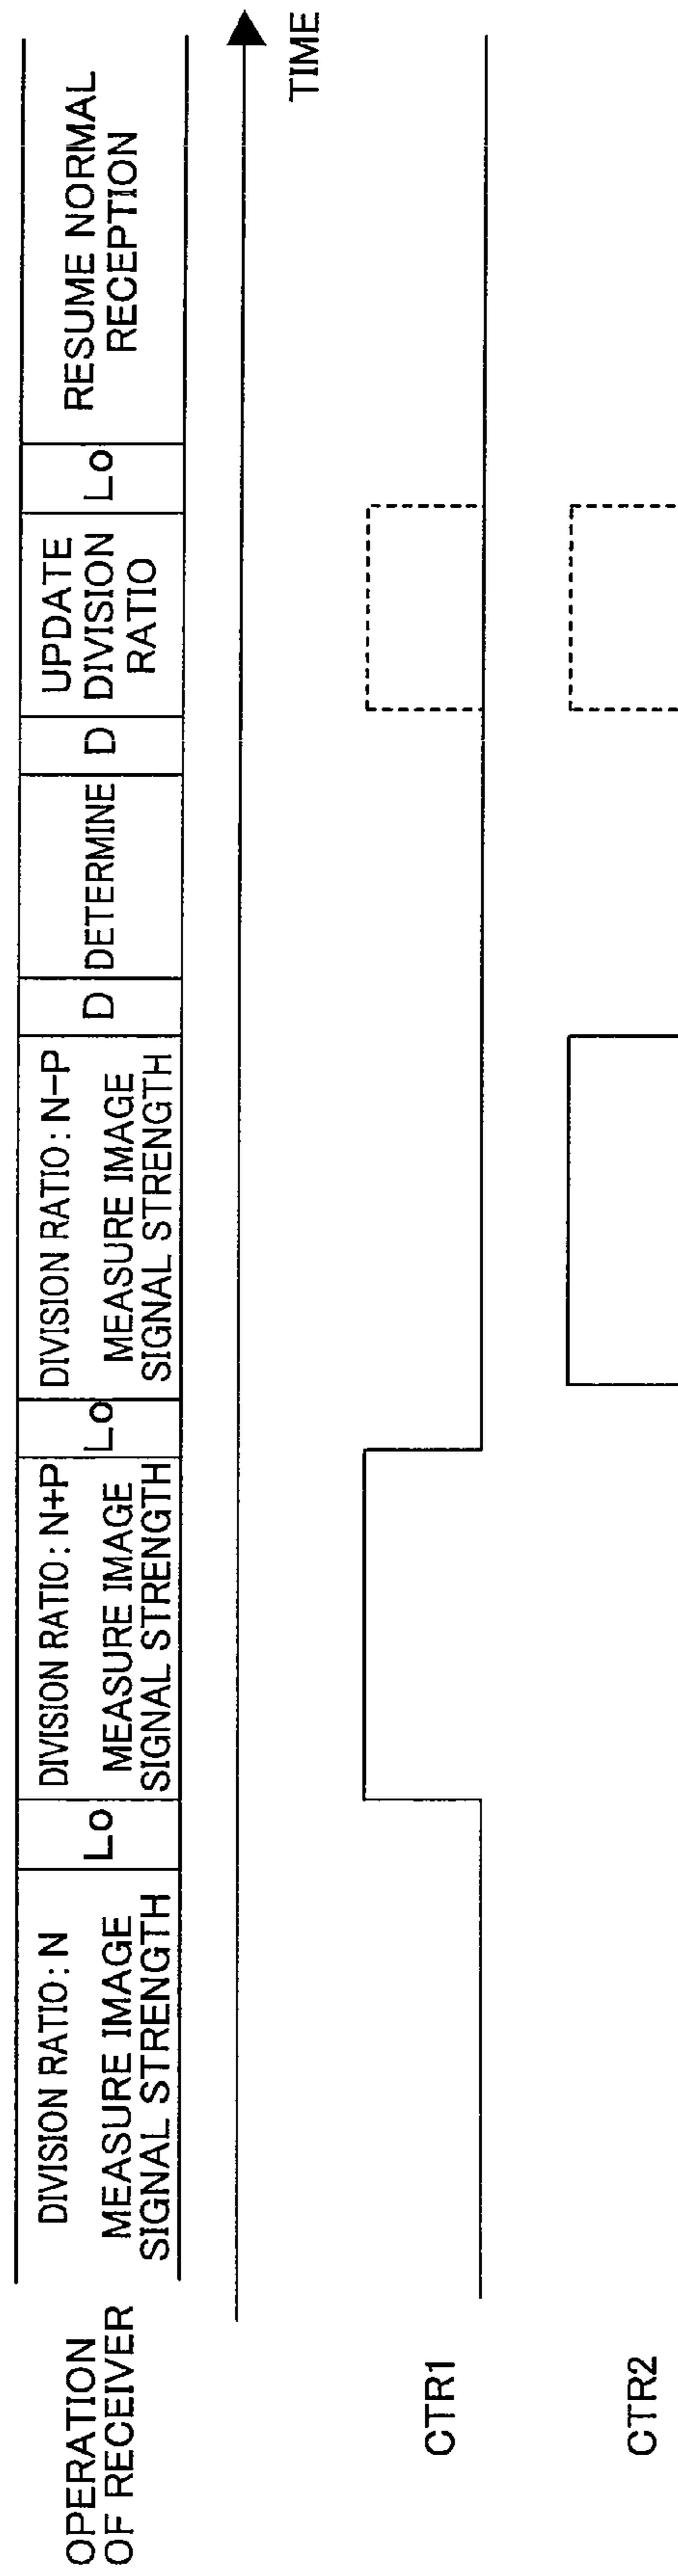 OPERATION
OF RECEIVER
DIVISION RATIO: N
MEASURE IMAGE
SIGNAL STRENGTH
Lo
DIVISION RATIO: N+P
MEASURE IMAGE
SIGNAL STRENGTH
Lo
DIVISION RATIO: N−P
MEASURE IMAGE
SIGNAL STRENGTH
D
DETERMINE
D
UPDATE
DIVISION
RATIO
Lo
RESUME NORMAL
RECEPTION
TIME
CTR1
CTR2